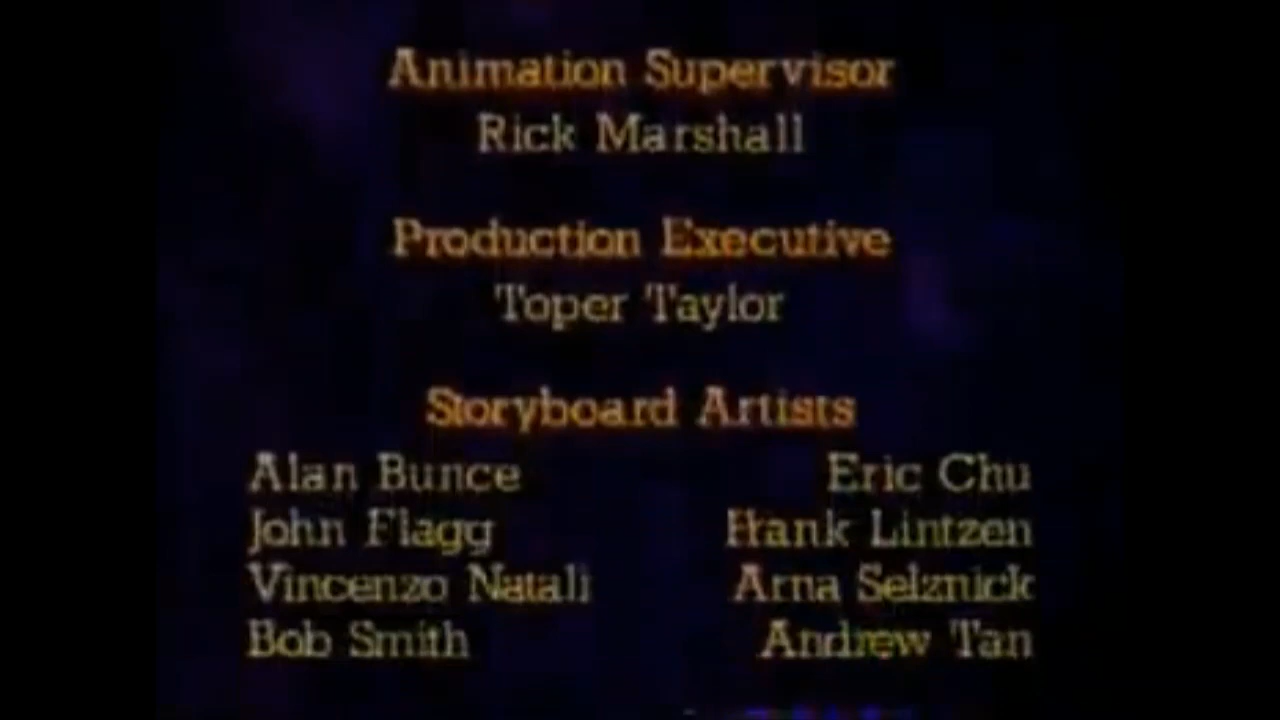 Animation Supervisor
Rick Marshall
Production Executive
Toper Taylor
Storyboard Artists
Alan Bunce Eric Chu
John Flagg Frank Lintzen
Vincenzo Natali Arna Selznick
Bob Smith Andrew Tan